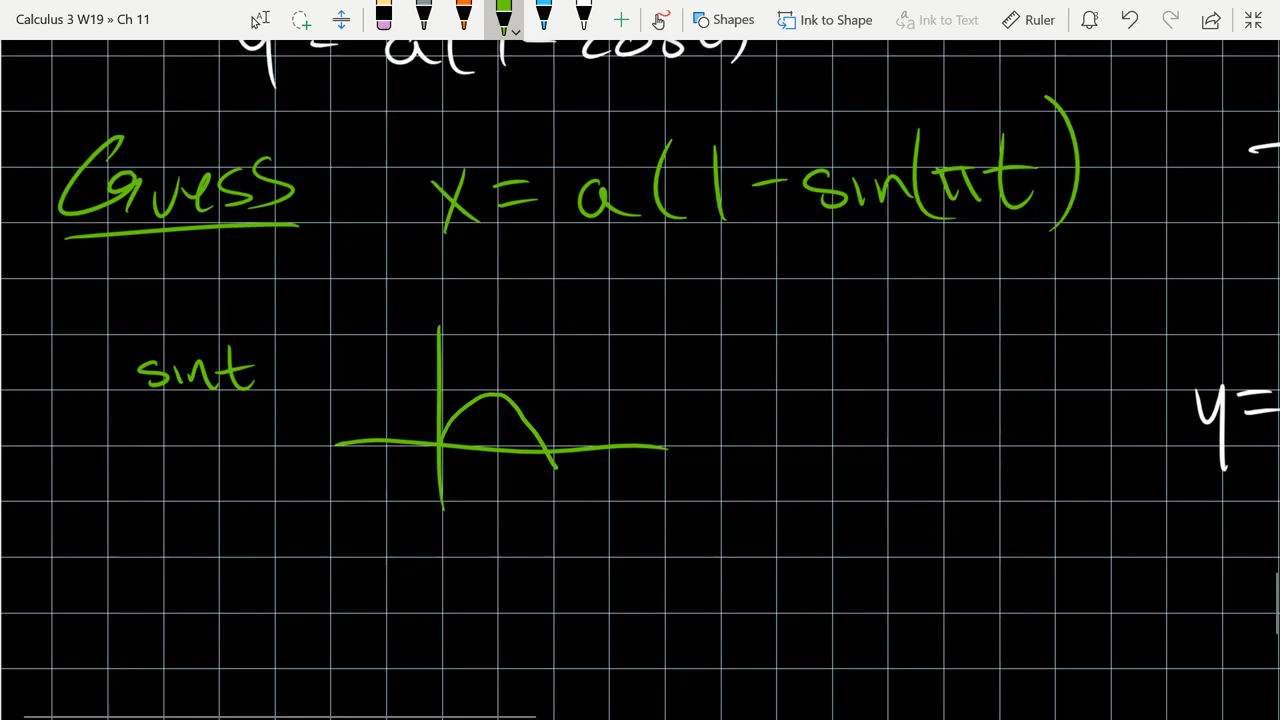 Calculus 3 W19 » Ch 11
Shapes
Ink to Shape
Ink to Text
Ruler
Guess x = a(1 - sin(πt)
sint
y =